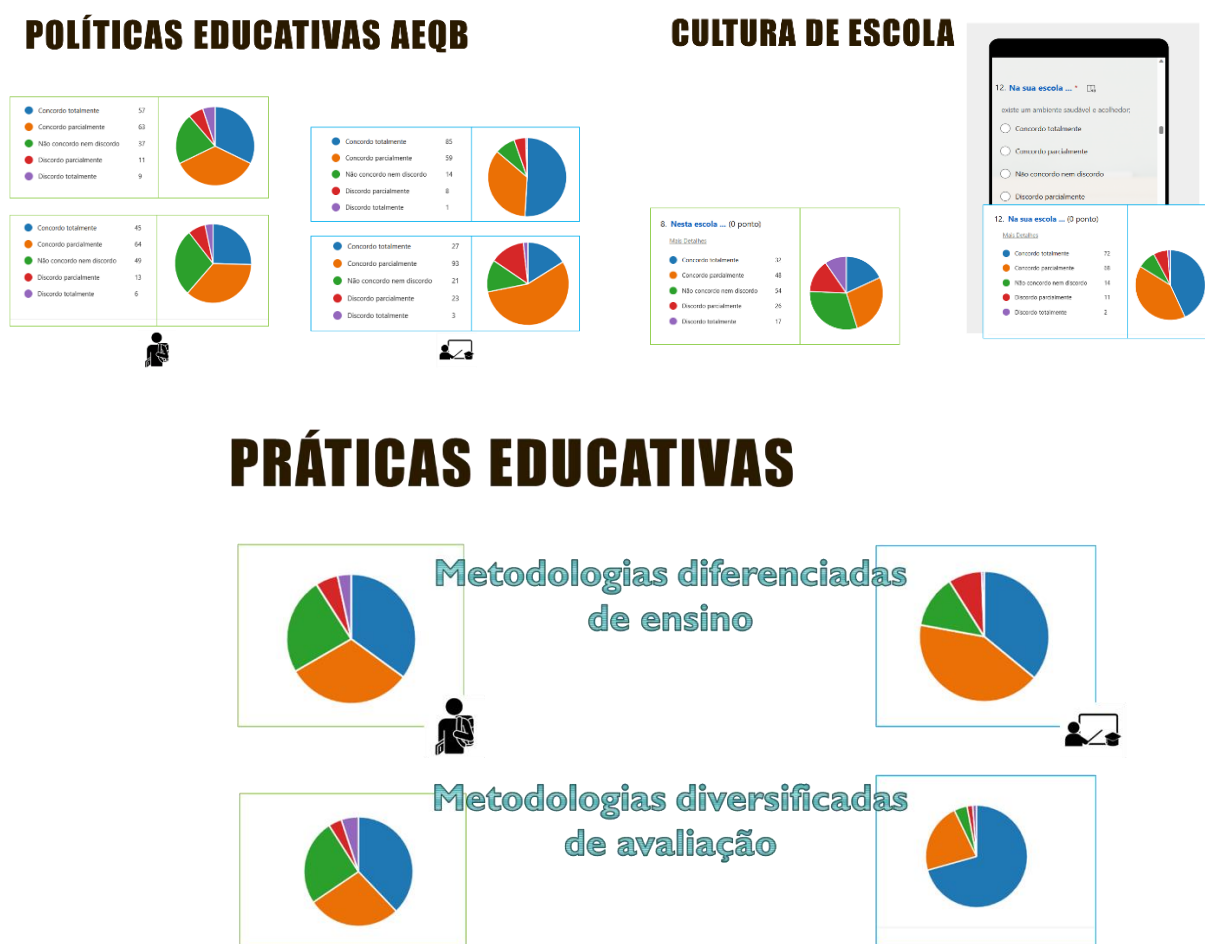 POLÍTICAS EDUCATIVAS AEQB
Concordo totalmente 57
Concordo parcialmente 63
Não concordo nem discordo 37
Discordo parcialmente 11
Discordo totalmente 9
Concordo totalmente 45
Concordo parcialmente 64
Não concordo nem discordo 49
Discordo parcialmente 13
Discordo totalmente 6
Concordo totalmente 85
Concordo parcialmente 59
Não concordo nem discordo 14
Discordo parcialmente 8
Discordo totalmente 1
Concordo totalmente 27
Concordo parcialmente 93
Não concordo nem discordo 21
Discordo parcialmente 23
Discordo totalmente 3
CULTURA DE ESCOLA
8. Nesta escola ... (0 ponto)
Mais Detalhes
Concordo totalmente 32
Concordo parcialmente 48
Não concordo nem discordo 54
Discordo parcialmente 26
Discordo totalmente 17
12. Na sua escola ... *
existe um ambiente saudável e acolhedor;
Concordo totalmente
Concordo parcialmente
Não concordo nem discordo
Discordo parcialmente
12. Na sua escola ... (0 ponto)
Mais Detalhes
Concordo totalmente 72
Concordo parcialmente
Não concordo nem discordo
Discordo parcialmente 11
Discordo totalmente 2
PRÁTICAS EDUCATIVAS
Metodologias diferenciadas
de ensino
Metodologias diversificadas
de avaliação